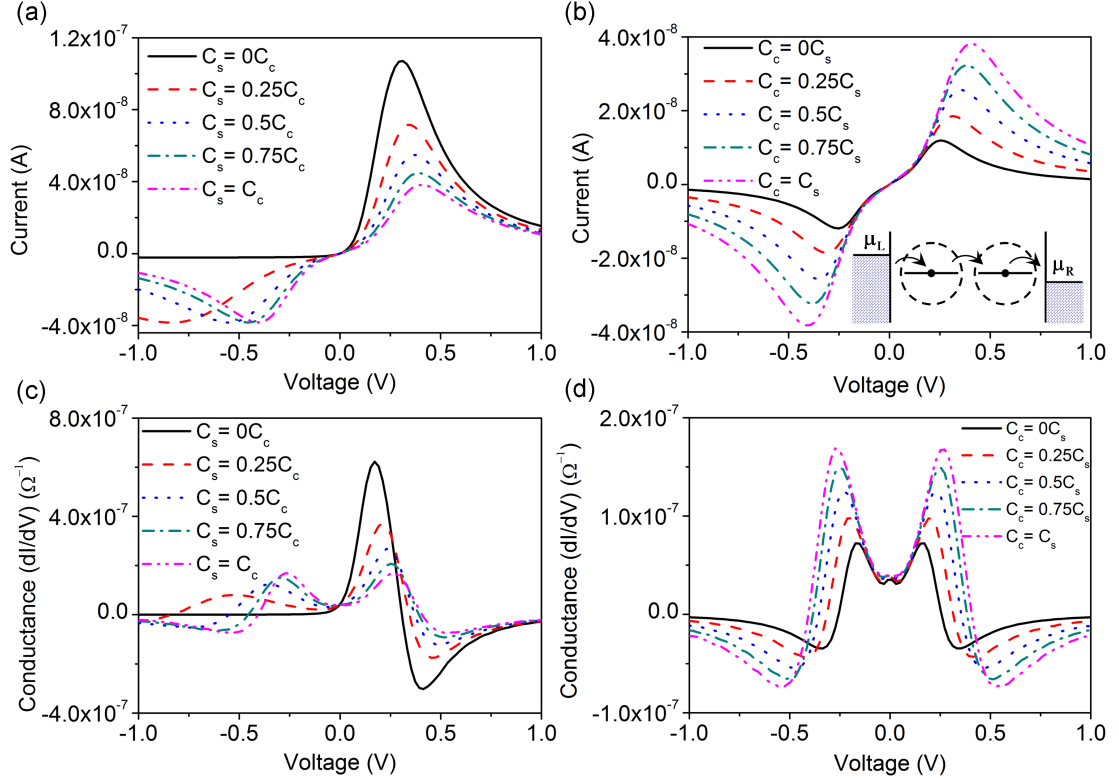 (a)
1.2x10⁻⁷
8.0x10⁻⁸
4.0x10⁻⁸
0.0
-4.0x10⁻⁸
Current (A)
Cₛ = 0C꜀
Cₛ = 0.25C꜀
Cₛ = 0.5C꜀
Cₛ = 0.75C꜀
Cₛ = C꜀
-1.0 -0.5 0.0 0.5 1.0
Voltage (V)
(b)
4.0x10⁻⁸
2.0x10⁻⁸
0.0
-2.0x10⁻⁸
-4.0x10⁻⁸
Current (A)
C꜀ = 0Cₛ
C꜀ = 0.25Cₛ
C꜀ = 0.5Cₛ
C꜀ = 0.75Cₛ
C꜀ = Cₛ
μL
μR
-1.0 -0.5 0.0 0.5 1.0
Voltage (V)
(c)
8.0x10⁻⁷
4.0x10⁻⁷
0.0
-4.0x10⁻⁷
Conductance (dI/dV) (Ω⁻¹)
Cₛ = 0C꜀
Cₛ = 0.25C꜀
Cₛ = 0.5C꜀
Cₛ = 0.75C꜀
Cₛ = C꜀
-1.0 -0.5 0.0 0.5 1.0
Voltage (V)
(d)
2.0x10⁻⁷
1.0x10⁻⁷
0.0
-1.0x10⁻⁷
Conductance (dI/dV) (Ω⁻¹)
C꜀ = 0Cₛ
C꜀ = 0.25Cₛ
C꜀ = 0.5Cₛ
C꜀ = 0.75Cₛ
C꜀ = Cₛ
-1.0 -0.5 0.0 0.5 1.0
Voltage (V)